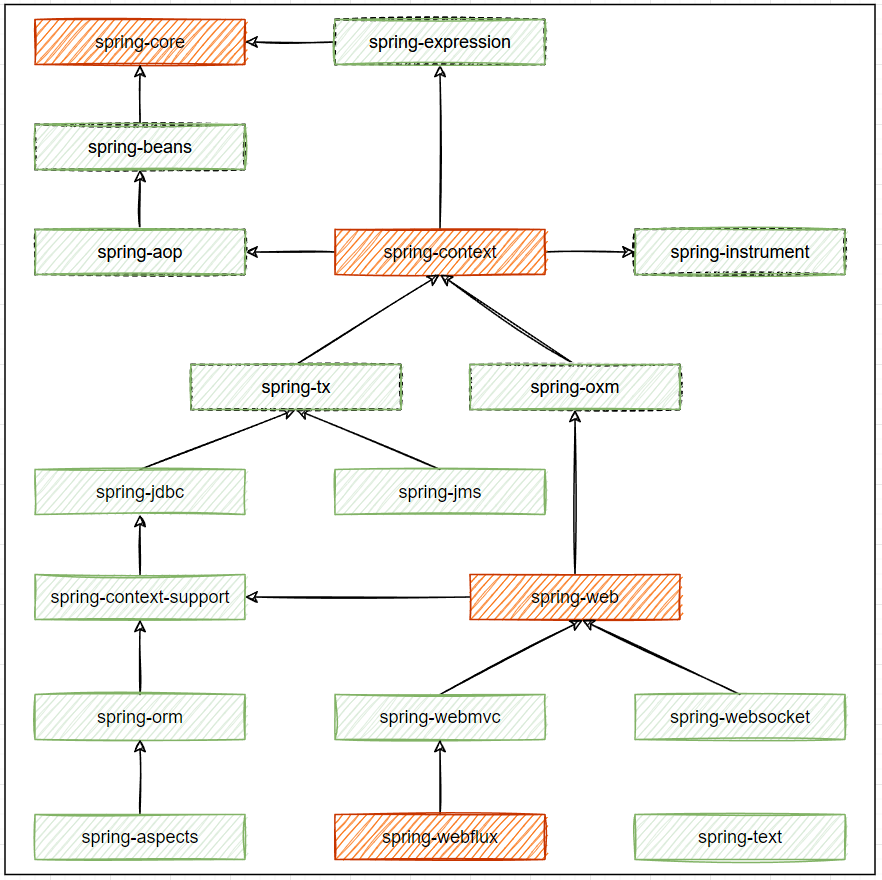 spring-core
spring-expression
spring-beans
spring-aop
spring-context
spring-instrument
spring-tx
spring-oxm
spring-jdbc
spring-jms
spring-context-support
spring-web
spring-orm
spring-webmvc
spring-websocket
spring-aspects
spring-webflux
spring-text